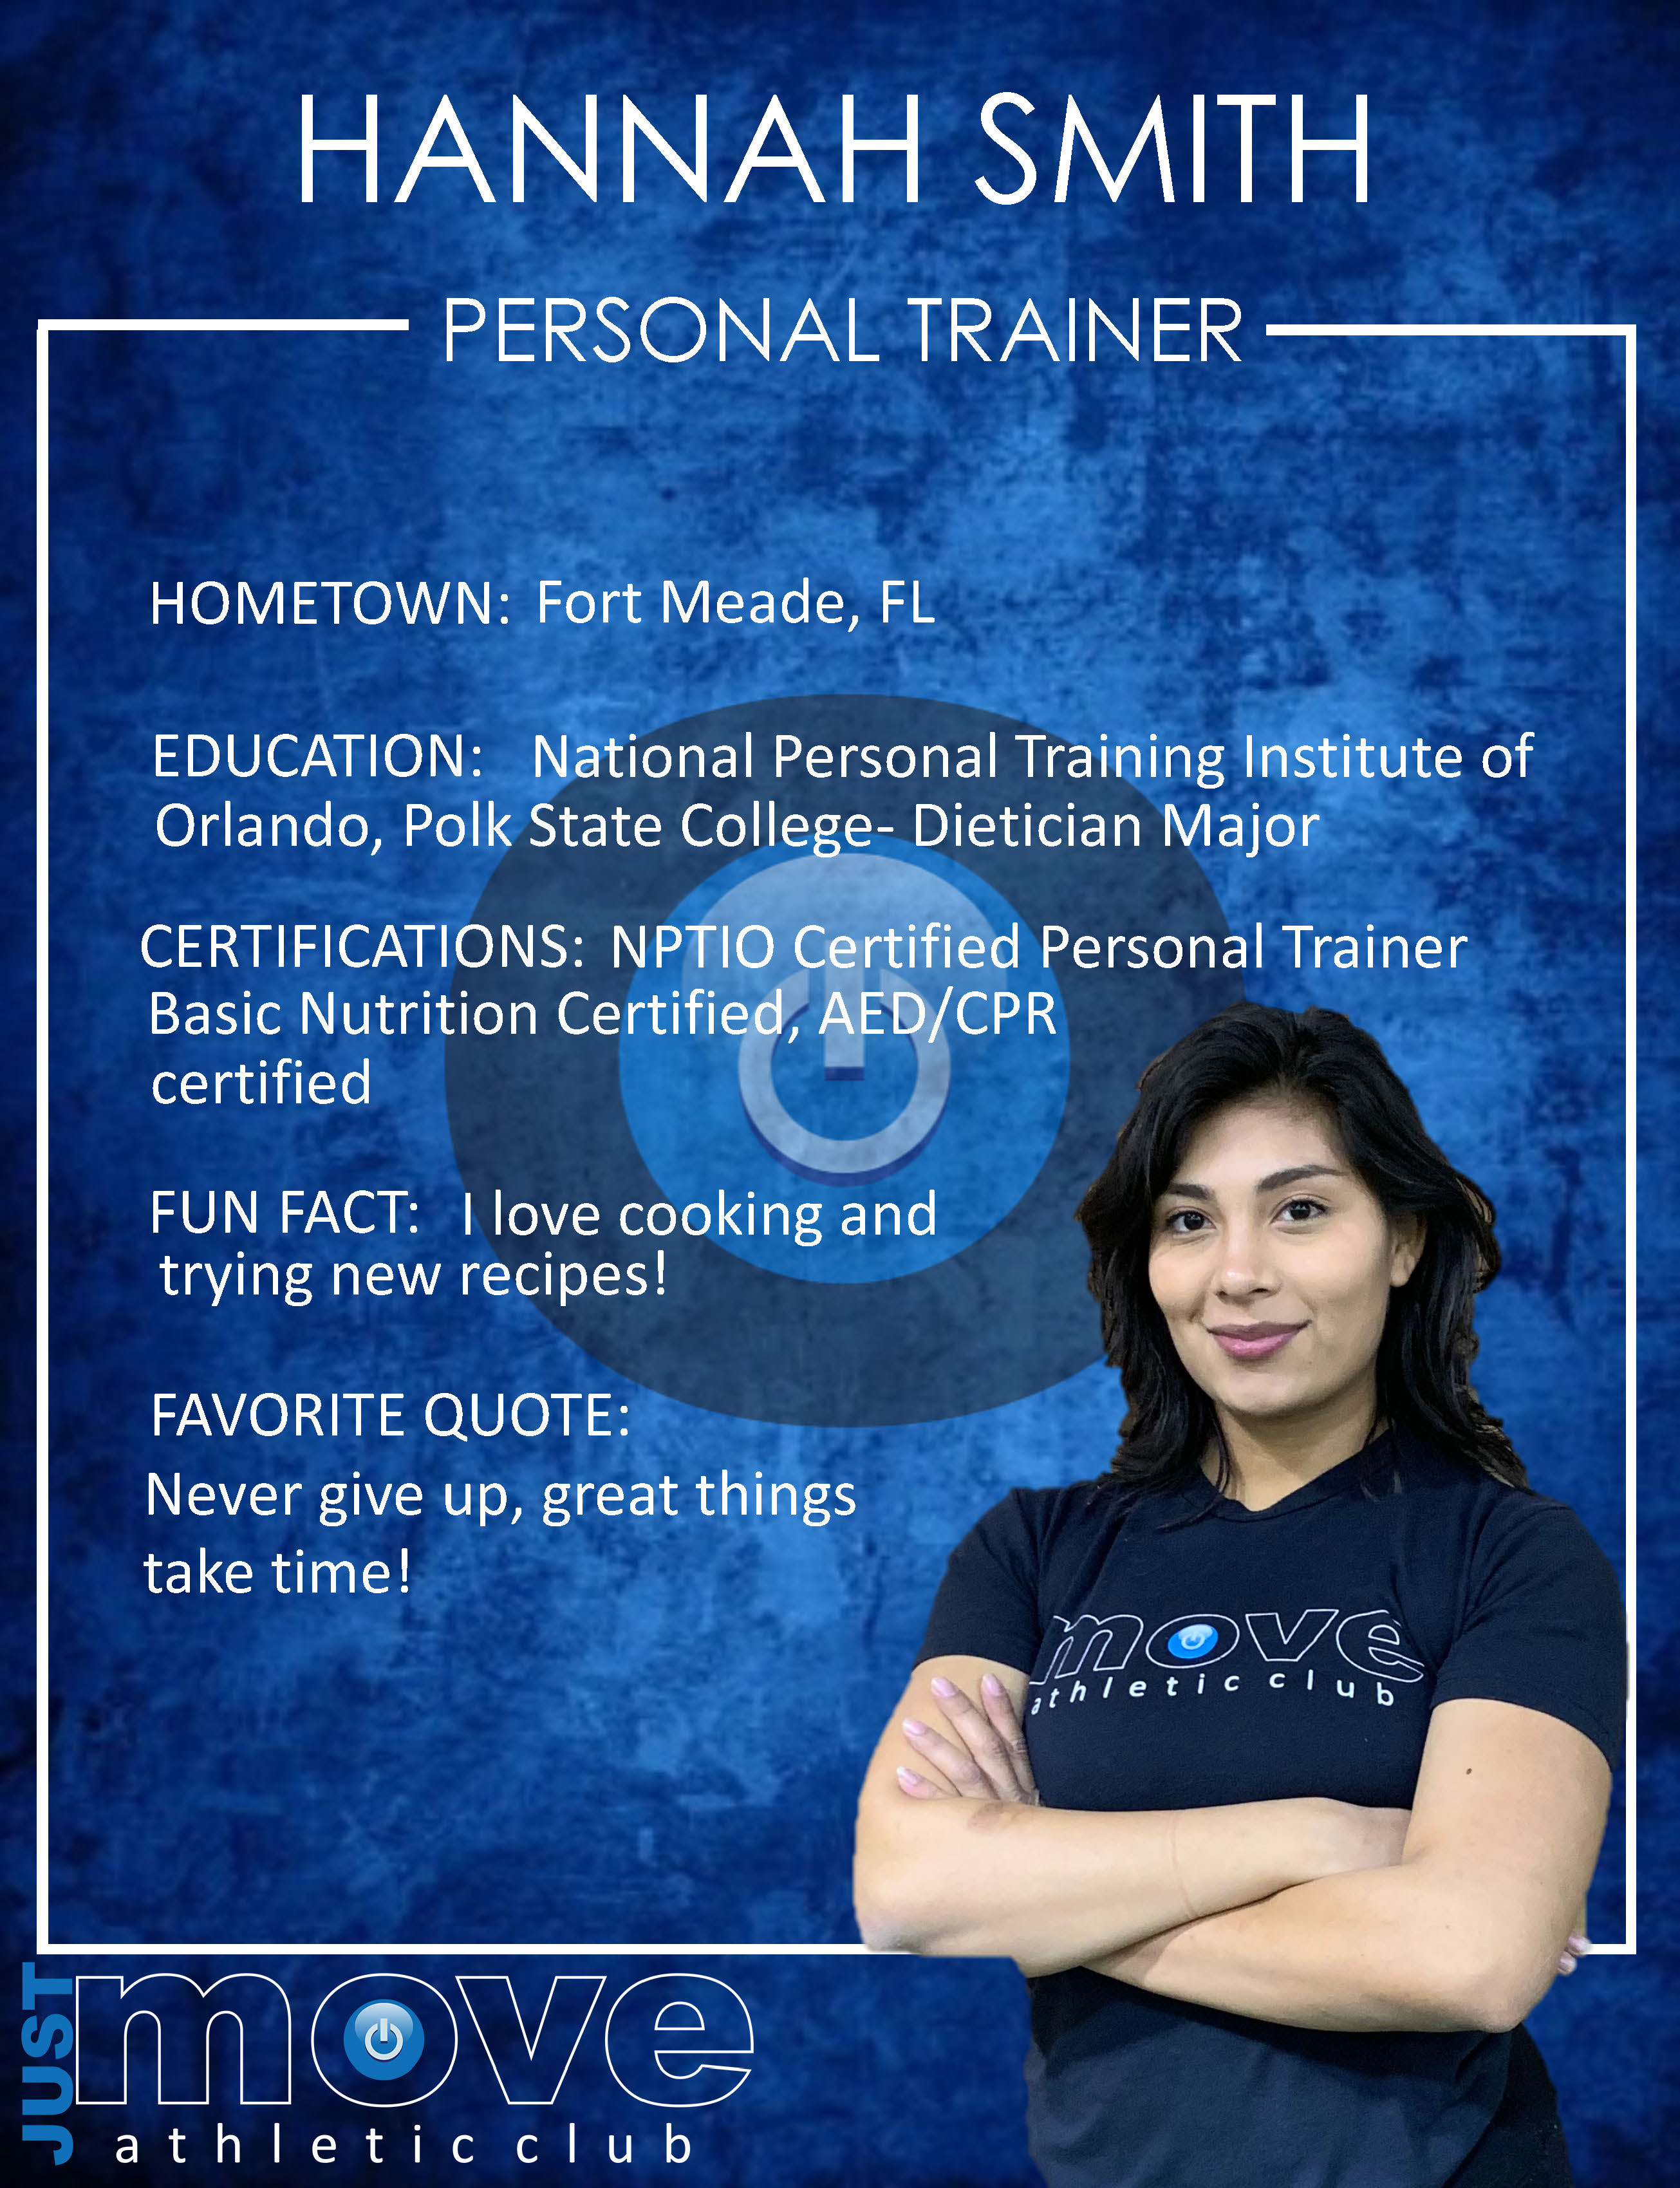 HANNAH SMITH
PERSONAL TRAINER
HOMETOWN: Fort Meade, FL
EDUCATION: National Personal Training Institute of
Orlando, Polk State College- Dietician Major
CERTIFICATIONS: NPTIO Certified Personal Trainer
Basic Nutrition Certified, AED/CPR
certified
FUN FACT: I love cooking and
trying new recipes!
FAVORITE QUOTE:
Never give up, great things
take time!
move
athletic club
JUST
move
athletic club